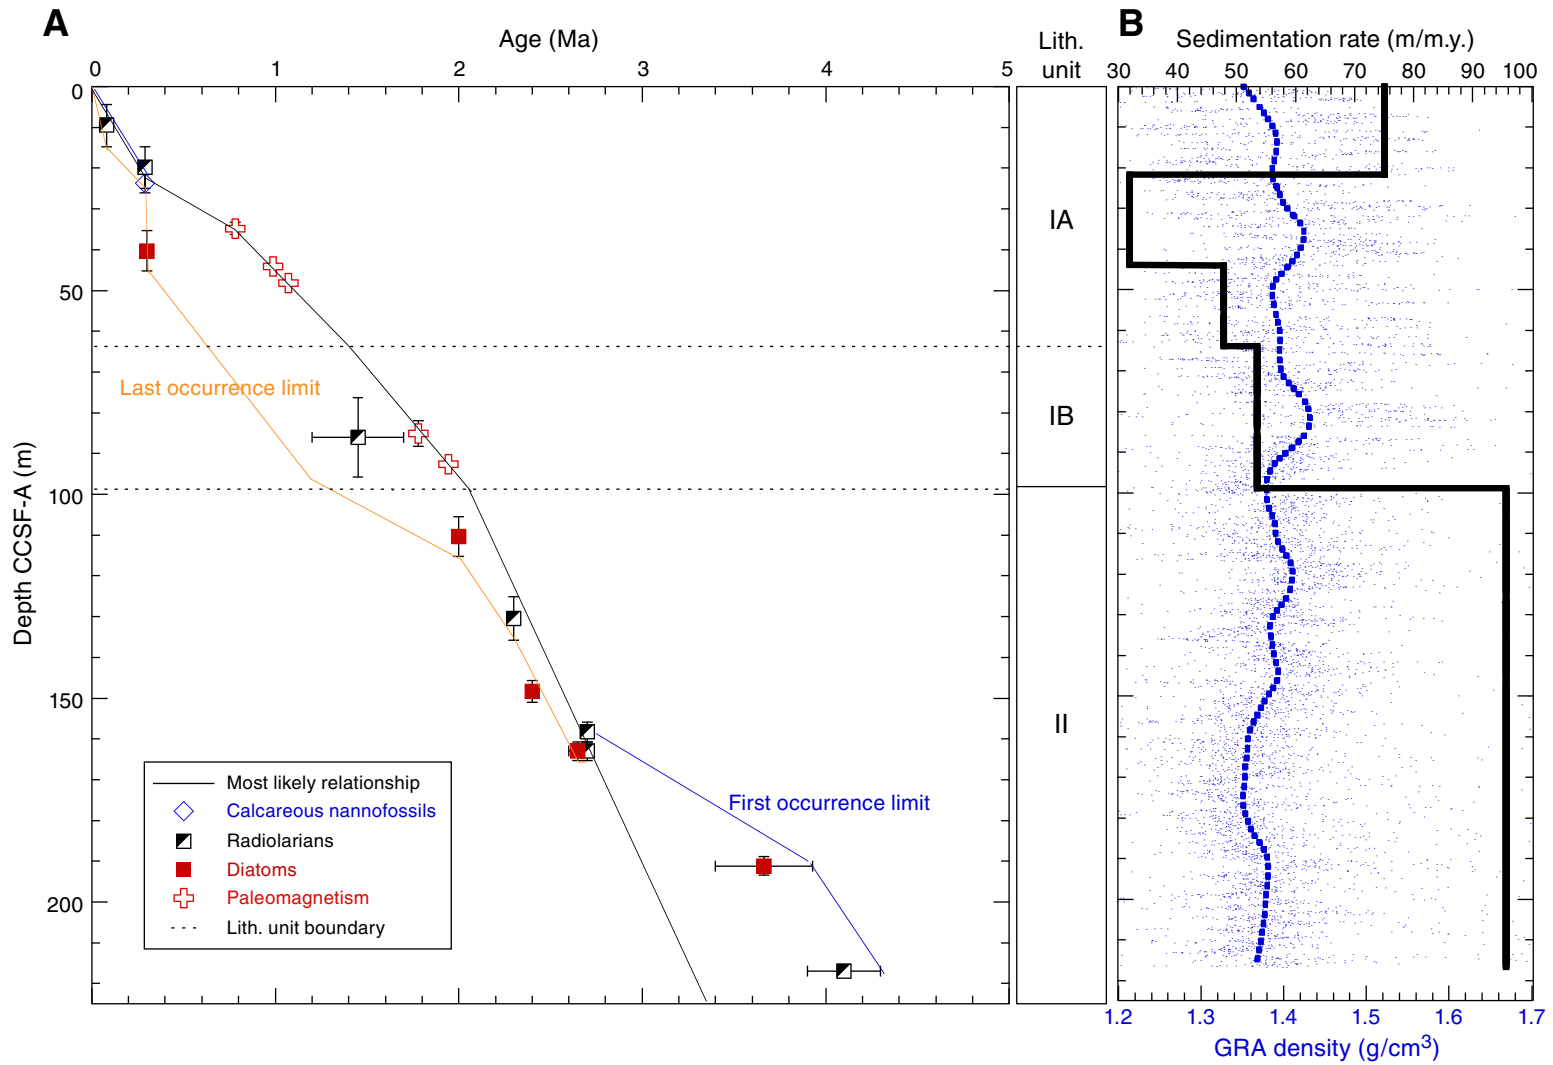 A
Age (Ma)
0 1 2 3 4 5
Lith.
unit
B
Sedimentation rate (m/m.y.)
30 40 50 60 70 80 90 100
0
50
100
150
200
Depth CCSF-A (m)
Last occurrence limit
First occurrence limit
IA
IB
II
Most likely relationship
Calcareous nannofossils
Radiolarians
Diatoms
Paleomagnetism
Lith. unit boundary
1.2 1.3 1.4 1.5 1.6 1.7
GRA density (g/cm³)